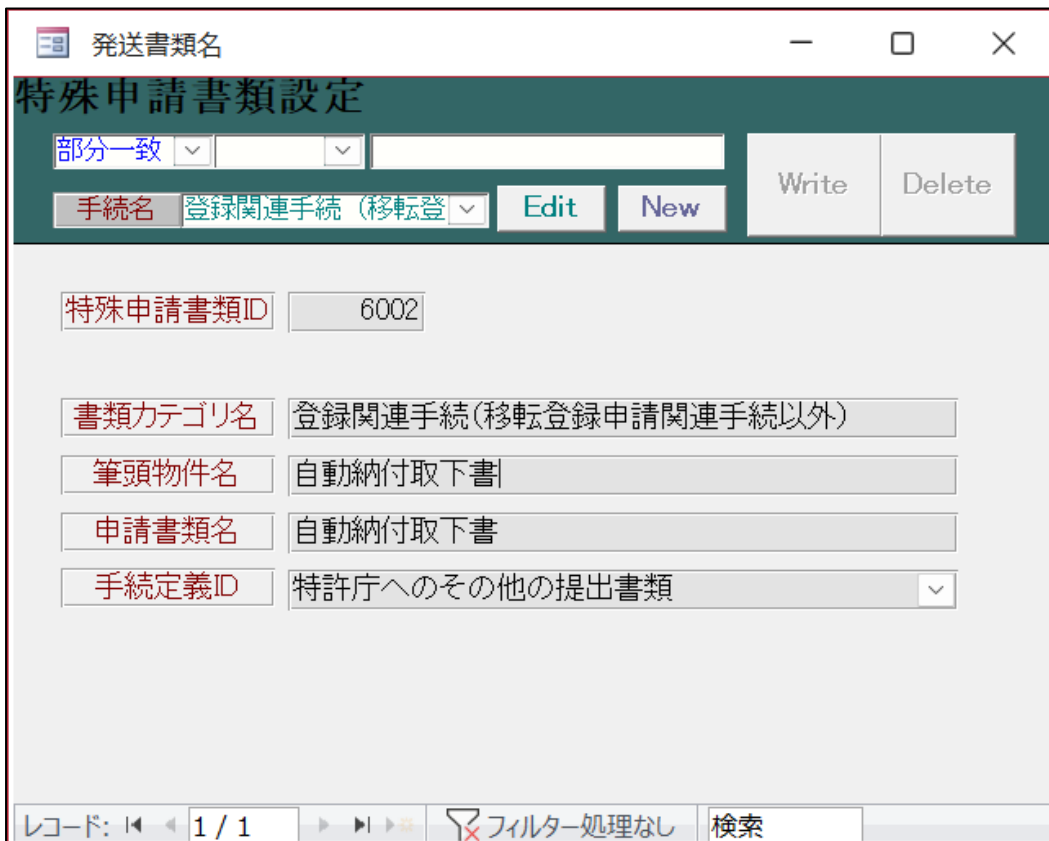 発送書類名
特殊申請書類設定
部分一致
Write Delete
手続名 登録関連手続（移転登 Edit New
特殊申請書類ID 6002
書類カテゴリ名 登録関連手続(移転登録申請関連手続以外)
筆頭物件名 自動納付取下書
申請書類名 自動納付取下書
手続定義ID 特許庁へのその他の提出書類
レコード: 1 / 1 フィルター処理なし 検索